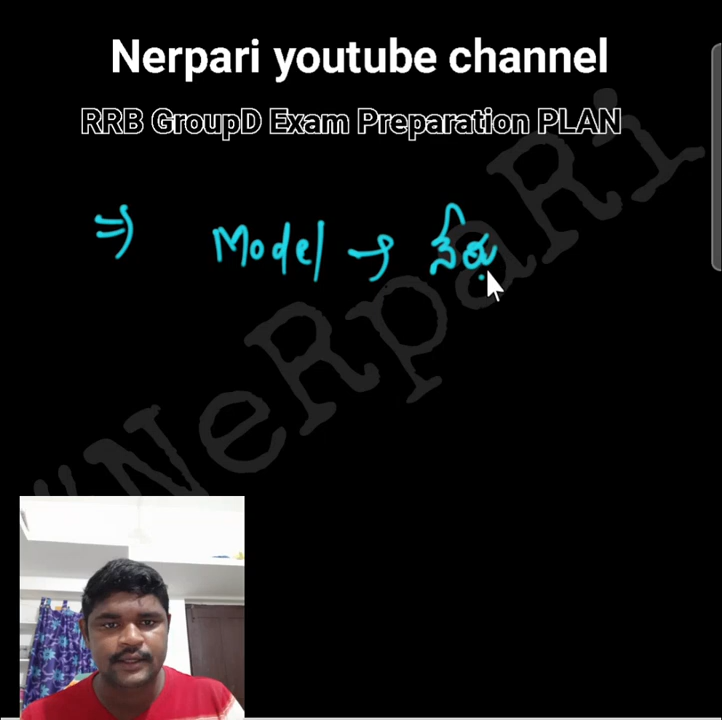 Nerpari youtube channel
RRB GroupD Exam Preparation PLAN
⇒ Model →
"NeRpaRi